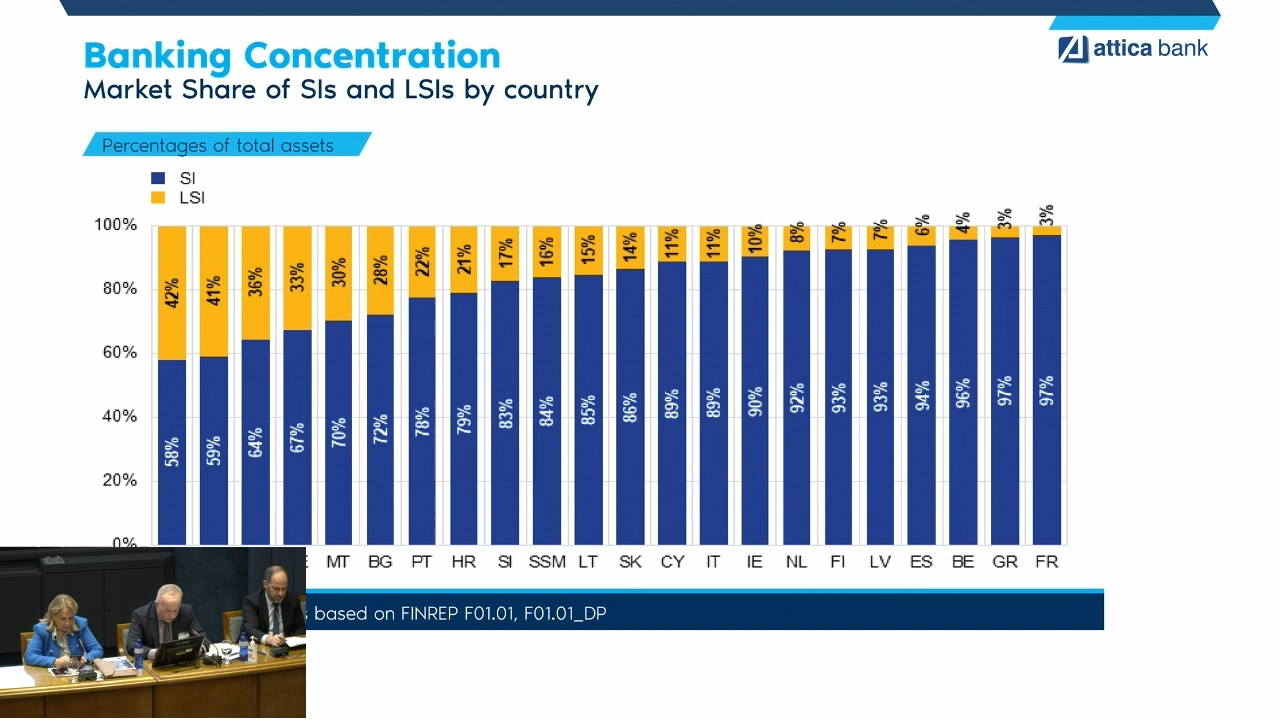 Banking Concentration
attica bank
Market Share of SIs and LSIs by country
Percentages of total assets
SI
LSI
100%
80%
60%
40%
20%
0%
42% 41% 36% 33% 30% 28% 22% 21% 17% 16% 15% 14% 11% 11% 10% 8% 7% 7% 6% 4% 3% 3%
58% 59% 64% 67% 70% 72% 78% 79% 83% 84% 85% 86% 89% 89% 90% 92% 93% 93% 94% 96% 97% 97%
MT BG PT HR SI SSM LT SK CY IT IE NL FI LV ES BE GR FR
based on FINREP F01.01, F01.01_DP